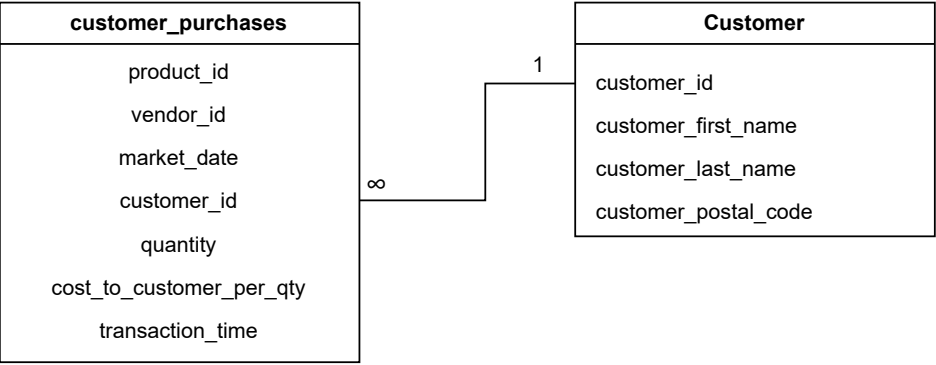 customer_purchases
product_id
vendor_id
market_date
customer_id
quantity
cost_to_customer_per_qty
transaction_time
∞
1
Customer
customer_id
customer_first_name
customer_last_name
customer_postal_code